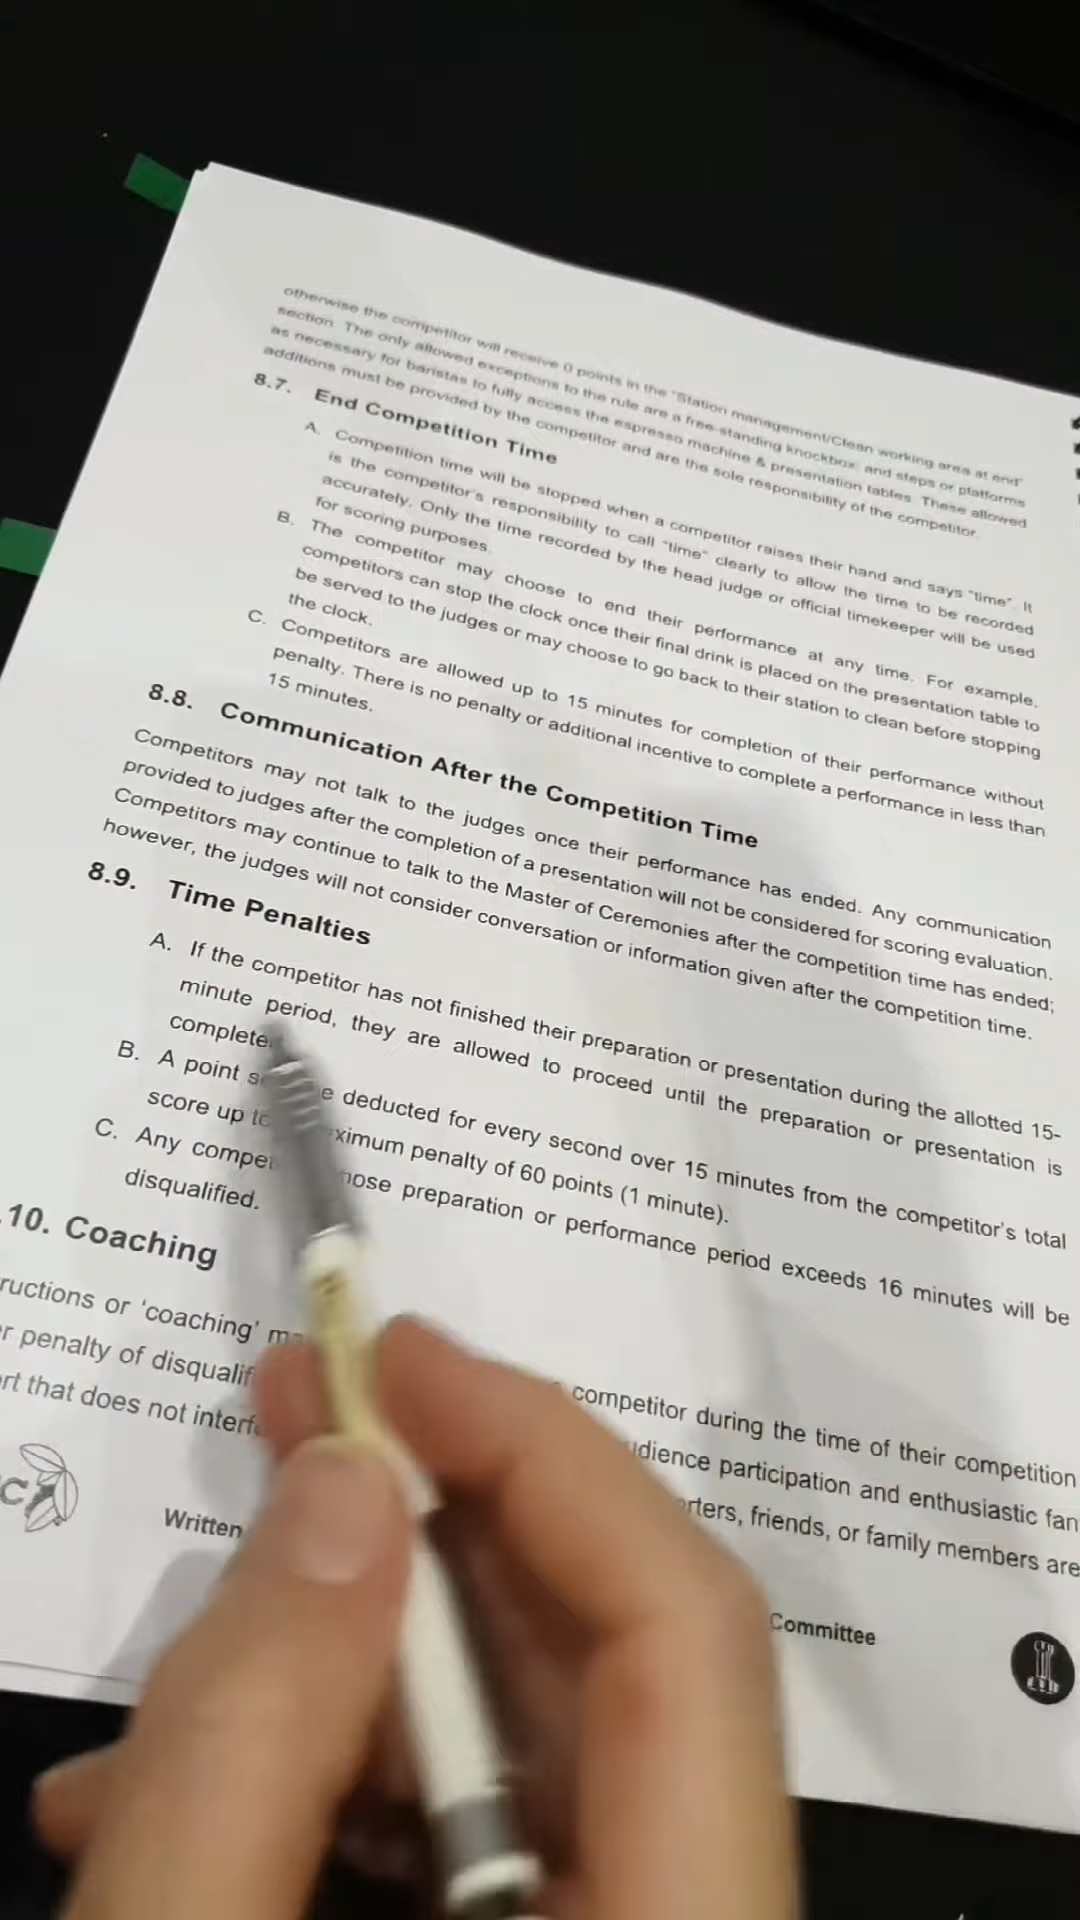 otherwise the competitor will receive 0 points in the "Station management/Clean working area at end"
section. The only allowed exceptions to the rule are a free-standing knockbox, and steps or platforms
as necessary for baristas to fully access the espresso machine & presentation tables. These allowed
additions must be provided by the competitor and are the sole responsibility of the competitor.
8.7. End Competition Time
A. Competition time will be stopped when a competitor raises their hand and says "time". It
is the competitor's responsibility to call "time" clearly to allow the time to be recorded
accurately. Only the time recorded by the head judge or official timekeeper will be used
for scoring purposes.
B. The competitor may choose to end their performance at any time. For example,
competitors can stop the clock once their final drink is placed on the presentation table to
be served to the judges or may choose to go back to their station to clean before stopping
the clock.
C. Competitors are allowed up to 15 minutes for completion of their performance without
penalty. There is no penalty or additional incentive to complete a performance in less than
15 minutes.
8.8. Communication After the Competition Time
Competitors may not talk to the judges once their performance has ended. Any communication
provided to judges after the completion of a presentation will not be considered for scoring evaluation.
Competitors may continue to talk to the Master of Ceremonies after the competition time has ended;
however, the judges will not consider conversation or information given after the competition time.
8.9. Time Penalties
A. If the competitor has not finished their preparation or presentation during the allotted 15-
minute period, they are allowed to proceed until the preparation or presentation is
complete
B. A point deducted for every second over 15 minutes from the competitor's total
score up to maximum penalty of 60 points (1 minute).
C. Any preparation or performance period exceeds 16 minutes will be
disqualified.
.10. Coaching
ructions or 'coaching' competitor during the time of their competition
r penalty of audience participation and enthusiastic fan
rt that does not friends, or family members are
C
Written Committee